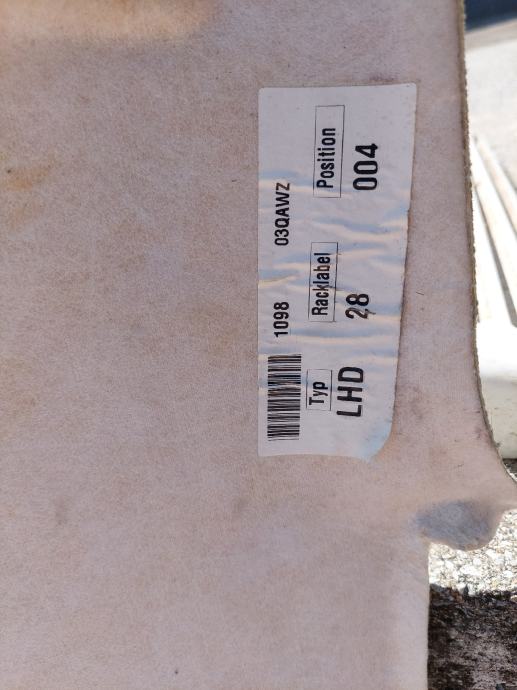 1098 03QAWZ
Typ Racklabel Position
LHD 28 004